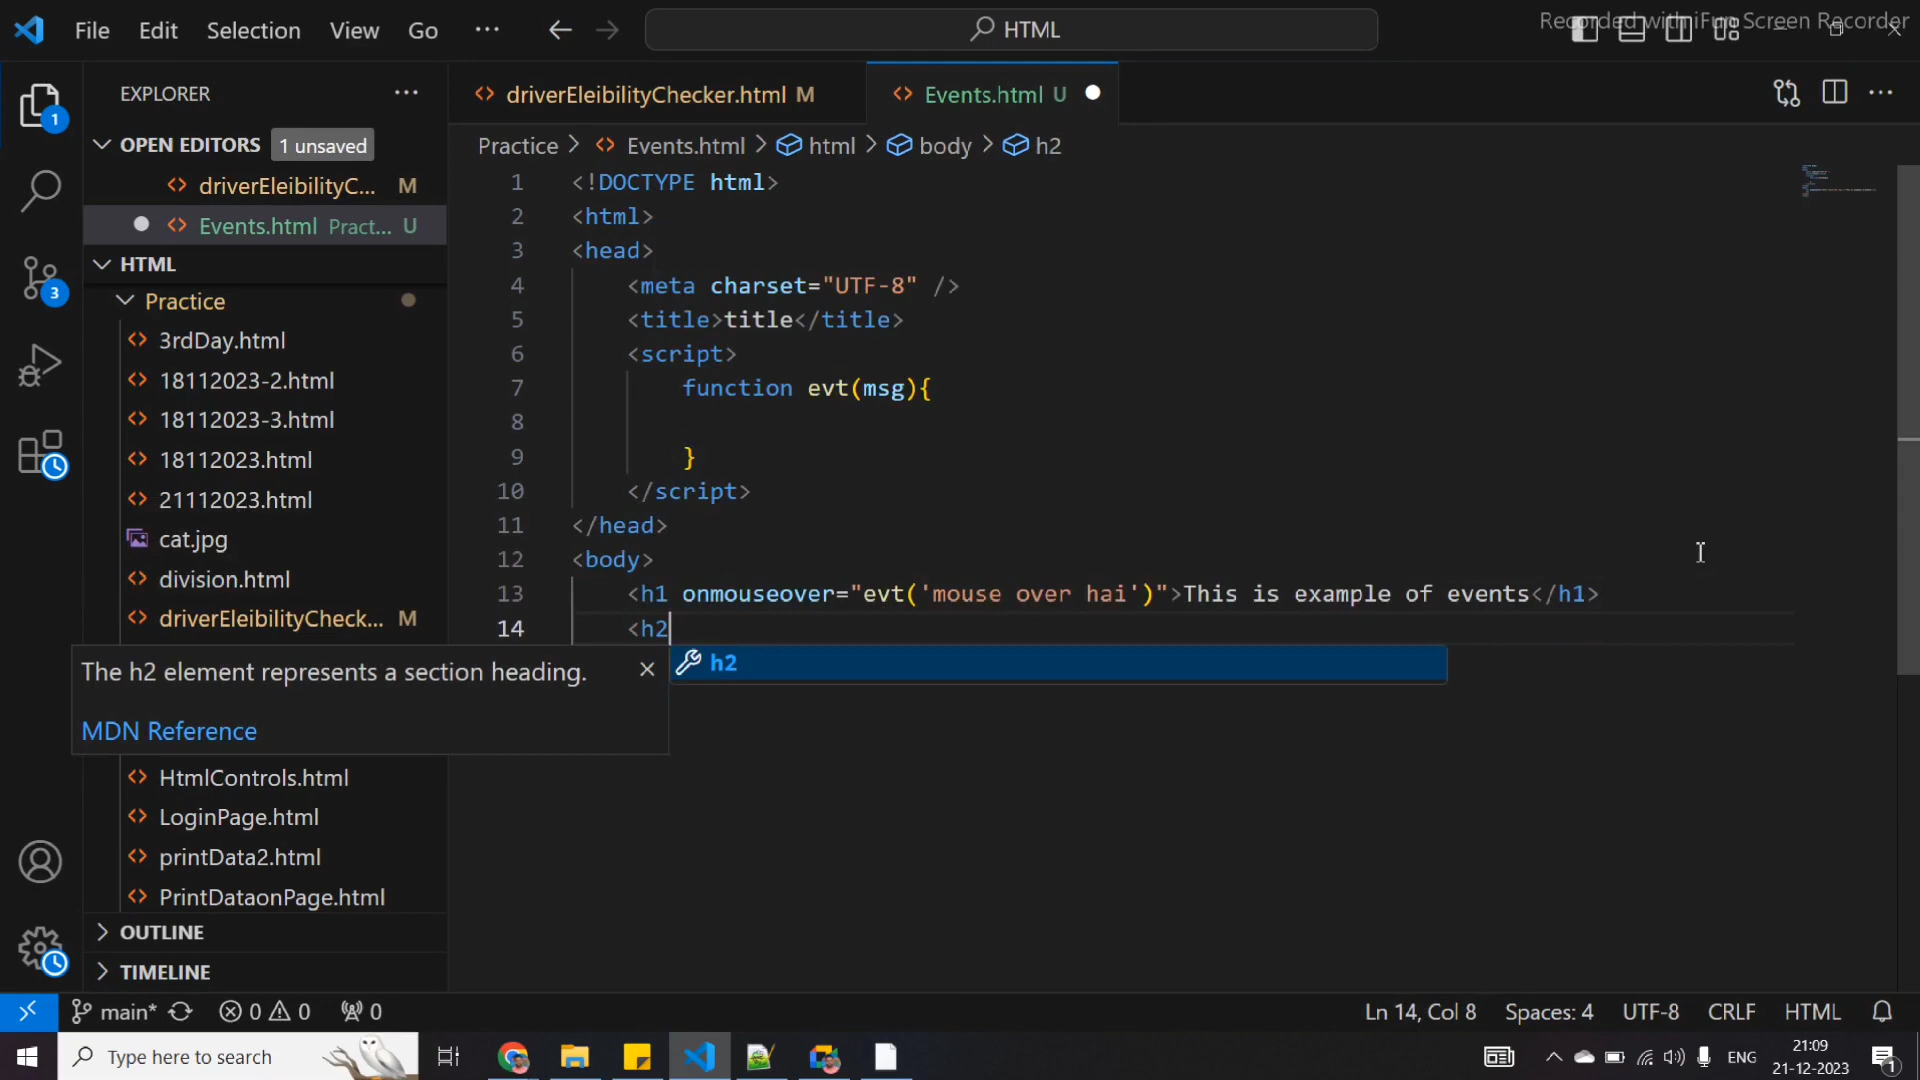 File Edit Selection View Go ··· HTML
Recorded with iFun Screen Recorder
EXPLORER ···
OPEN EDITORS 1 unsaved
driverEleibilityC... M
Events.html Pract... U
HTML
Practice
3rdDay.html
18112023-2.html
18112023-3.html
18112023.html
21112023.html
cat.jpg
division.html
driverEleibilityCheck... M
The h2 element represents a section heading.
MDN Reference
HtmlControls.html
LoginPage.html
printData2.html
PrintDataonPage.html
OUTLINE
TIMELINE
1
3
driverEleibilityChecker.html M
Events.html U
Practice > Events.html > html > body > h2
1 <!DOCTYPE html>
2 <html>
3 <head>
4 <meta charset="UTF-8" />
5 <title>title</title>
6 <script>
7 function evt(msg){
8
9 }
10 </script>
11 </head>
12 <body>
13 <h1 onmouseover="evt('mouse over hai')">This is example of events</h1>
14 <h2
h2
main* 0 0 0
Ln 14, Col 8 Spaces: 4 UTF-8 CRLF HTML
Type here to search
ENG
21:09
21-12-2023
1